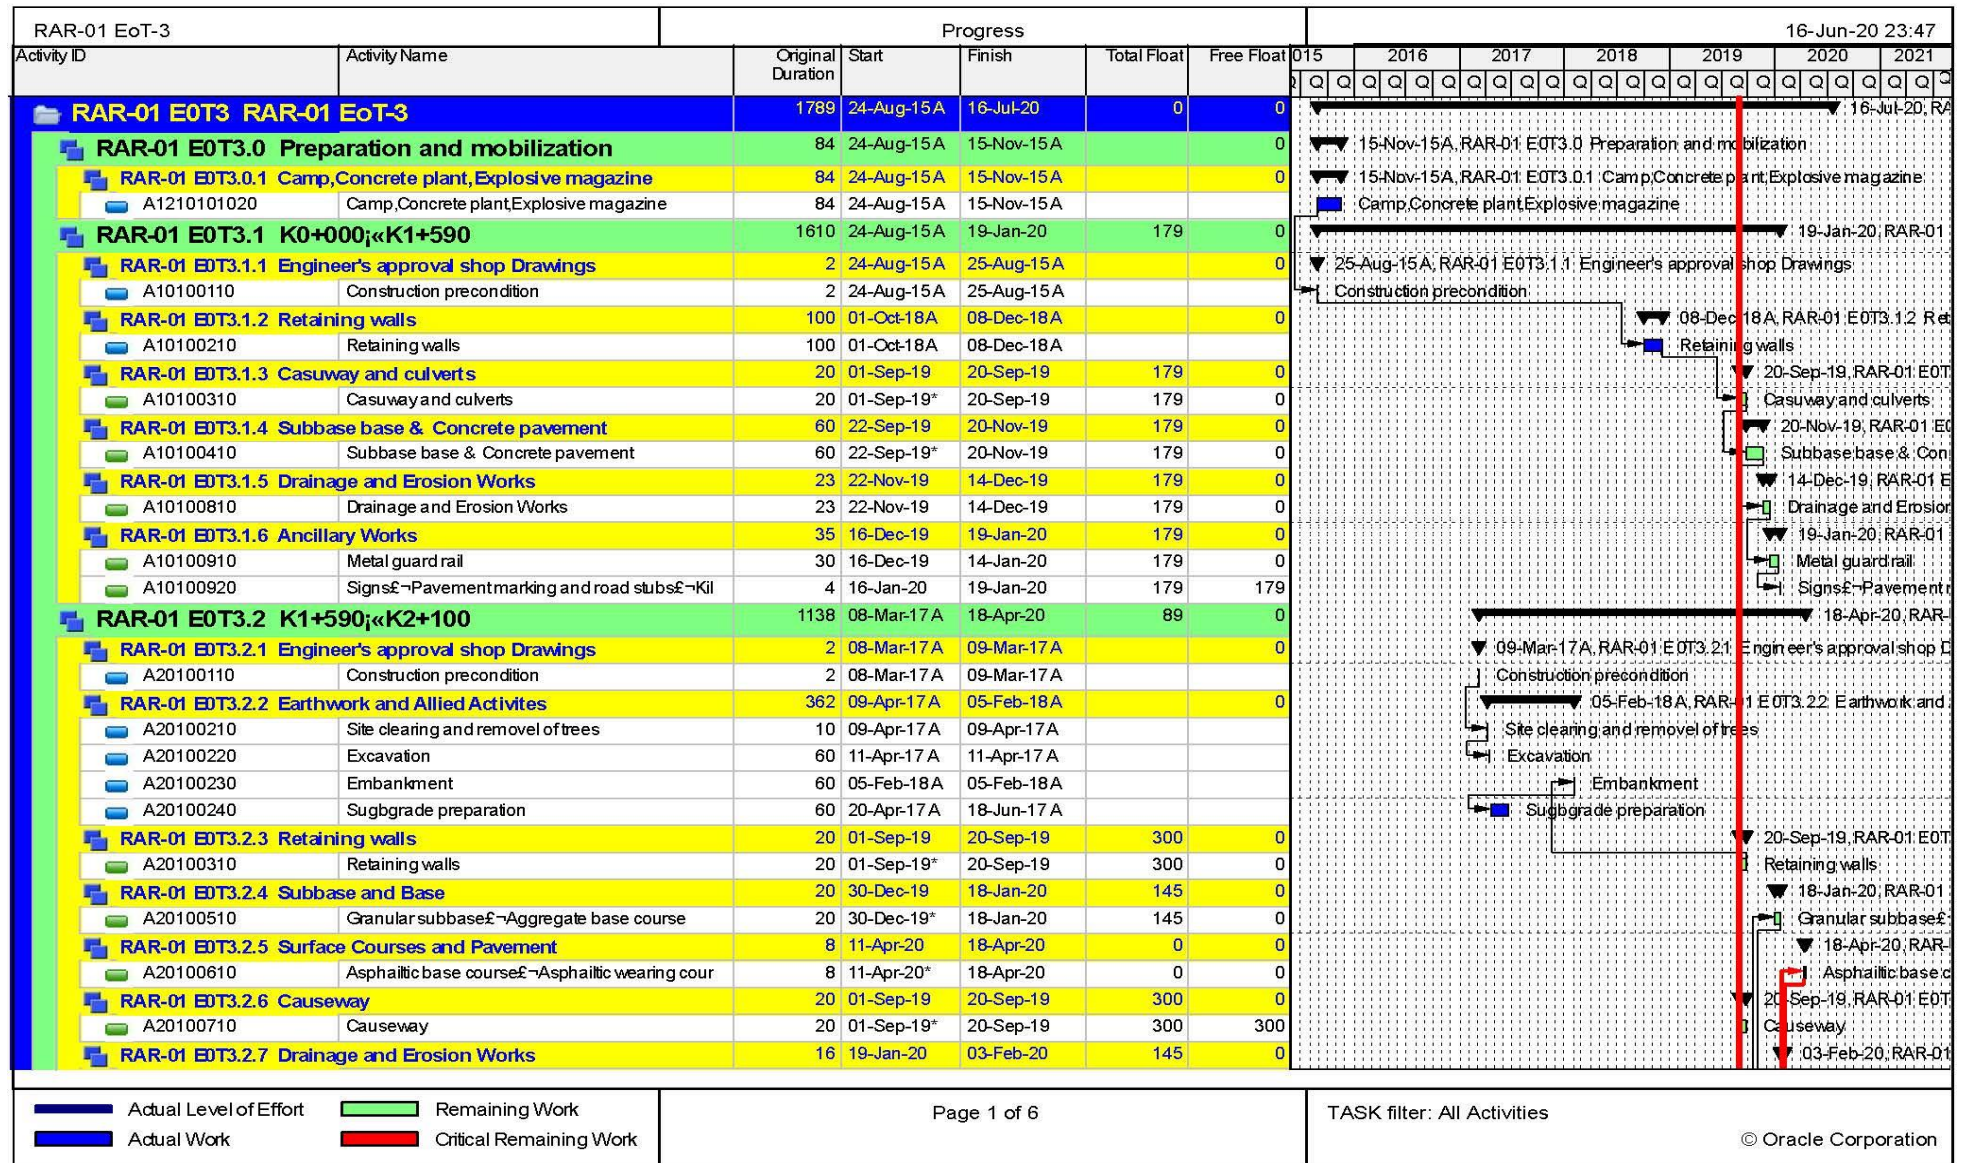 RAR-01 EoT-3 Progress 16-Jun-20 23:47
Activity ID Activity Name Original Duration Start Finish Total Float Free Float 015 2016 2017 2018 2019 2020 2021
Q Q Q Q Q Q Q Q Q Q Q Q Q Q Q Q Q Q Q Q Q Q Q Q Q
RAR-01 E0T3 RAR-01 EoT-3 1789 24-Aug-15 A 16-Jul-20 0 0 16-Jul-20, RA
RAR-01 E0T3.0 Preparation and mobilization 84 24-Aug-15 A 15-Nov-15 A 0 15-Nov-15 A, RAR-01 E0T3.0 Preparation and mobilization
RAR-01 E0T3.0.1 Camp,Concrete plant,Explosive magazine 84 24-Aug-15 A 15-Nov-15 A 0 15-Nov-15 A, RAR-01 E0T3.0.1 Camp,Concrete plant,Explosive magazine
A1210101020 Camp,Concrete plant,Explosive magazine 84 24-Aug-15 A 15-Nov-15 A Camp,Concrete plant,Explosive magazine
RAR-01 E0T3.1 K0+000¡«K1+590 1610 24-Aug-15 A 19-Jan-20 179 0 19-Jan-20, RAR-01
RAR-01 E0T3.1.1 Engineer's approval shop Drawings 2 24-Aug-15 A 25-Aug-15 A 0 25-Aug-15 A, RAR-01 E0T3.1.1 Engineer's approval shop Drawings
A10100110 Construction precondition 2 24-Aug-15 A 25-Aug-15 A Construction precondition
RAR-01 E0T3.1.2 Retaining walls 100 01-Oct-18 A 08-Dec-18 A 0 08-Dec-18 A, RAR-01 E0T3.1.2 Ret
A10100210 Retaining walls 100 01-Oct-18 A 08-Dec-18 A Retaining walls
RAR-01 E0T3.1.3 Casuway and culverts 20 01-Sep-19 20-Sep-19 179 0 20-Sep-19, RAR-01 E0T
A10100310 Casuway and culverts 20 01-Sep-19* 20-Sep-19 179 0 Casuway and culverts
RAR-01 E0T3.1.4 Subbase base & Concrete pavement 60 22-Sep-19 20-Nov-19 179 0 20-Nov-19, RAR-01 E0
A10100410 Subbase base & Concrete pavement 60 22-Sep-19* 20-Nov-19 179 0 Subbase base & Con
RAR-01 E0T3.1.5 Drainage and Erosion Works 23 22-Nov-19 14-Dec-19 179 0 14-Dec-19, RAR-01 E
A10100810 Drainage and Erosion Works 23 22-Nov-19 14-Dec-19 179 0 Drainage and Erosion
RAR-01 E0T3.1.6 Ancillary Works 35 16-Dec-19 19-Jan-20 179 0 19-Jan-20, RAR-01
A10100910 Metal guard rail 30 16-Dec-19 14-Jan-20 179 0 Metal guard rail
A10100920 Signs£¬Pavement marking and road stubs£¬Kil 4 16-Jan-20 19-Jan-20 179 179 Signs£¬Pavement r
RAR-01 E0T3.2 K1+590¡«K2+100 1138 08-Mar-17 A 18-Apr-20 89 0 18-Apr-20, RAR-
RAR-01 E0T3.2.1 Engineer's approval shop Drawings 2 08-Mar-17 A 09-Mar-17 A 0 09-Mar-17 A, RAR-01 E0T3.2.1 Engineer's approval shop D
A20100110 Construction precondition 2 08-Mar-17 A 09-Mar-17 A Construction precondition
RAR-01 E0T3.2.2 Earthwork and Allied Activites 362 09-Apr-17 A 05-Feb-18 A 0 05-Feb-18 A, RAR-01 E0T3.2.2 Earthwork and
A20100210 Site clearing and removel of trees 10 09-Apr-17 A 09-Apr-17 A Site clearing and removel of trees
A20100220 Excavation 60 11-Apr-17 A 11-Apr-17 A Excavation
A20100230 Embankment 60 05-Feb-18 A 05-Feb-18 A Embankment
A20100240 Sugbgrade preparation 60 20-Apr-17 A 18-Jun-17 A Sugbgrade preparation
RAR-01 E0T3.2.3 Retaining walls 20 01-Sep-19 20-Sep-19 300 0 20-Sep-19, RAR-01 E0T
A20100310 Retaining walls 20 01-Sep-19* 20-Sep-19 300 0 Retaining walls
RAR-01 E0T3.2.4 Subbase and Base 20 30-Dec-19 18-Jan-20 145 0 18-Jan-20, RAR-01
A20100510 Granular subbase£¬Aggregate base course 20 30-Dec-19* 18-Jan-20 145 0 Granular subbase£
RAR-01 E0T3.2.5 Surface Courses and Pavement 8 11-Apr-20 18-Apr-20 0 0 18-Apr-20, RAR-
A20100610 Asphailtic base course£¬Asphailtic wearing cour 8 11-Apr-20* 18-Apr-20 0 0 Asphailtic base c
RAR-01 E0T3.2.6 Causeway 20 01-Sep-19 20-Sep-19 300 0 20-Sep-19, RAR-01 E0T
A20100710 Causeway 20 01-Sep-19* 20-Sep-19 300 300 Causeway
RAR-01 E0T3.2.7 Drainage and Erosion Works 16 19-Jan-20 03-Feb-20 145 0 03-Feb-20, RAR-01
Actual Level of Effort Remaining Work Page 1 of 6 TASK filter: All Activities
Actual Work Critical Remaining Work © Oracle Corporation